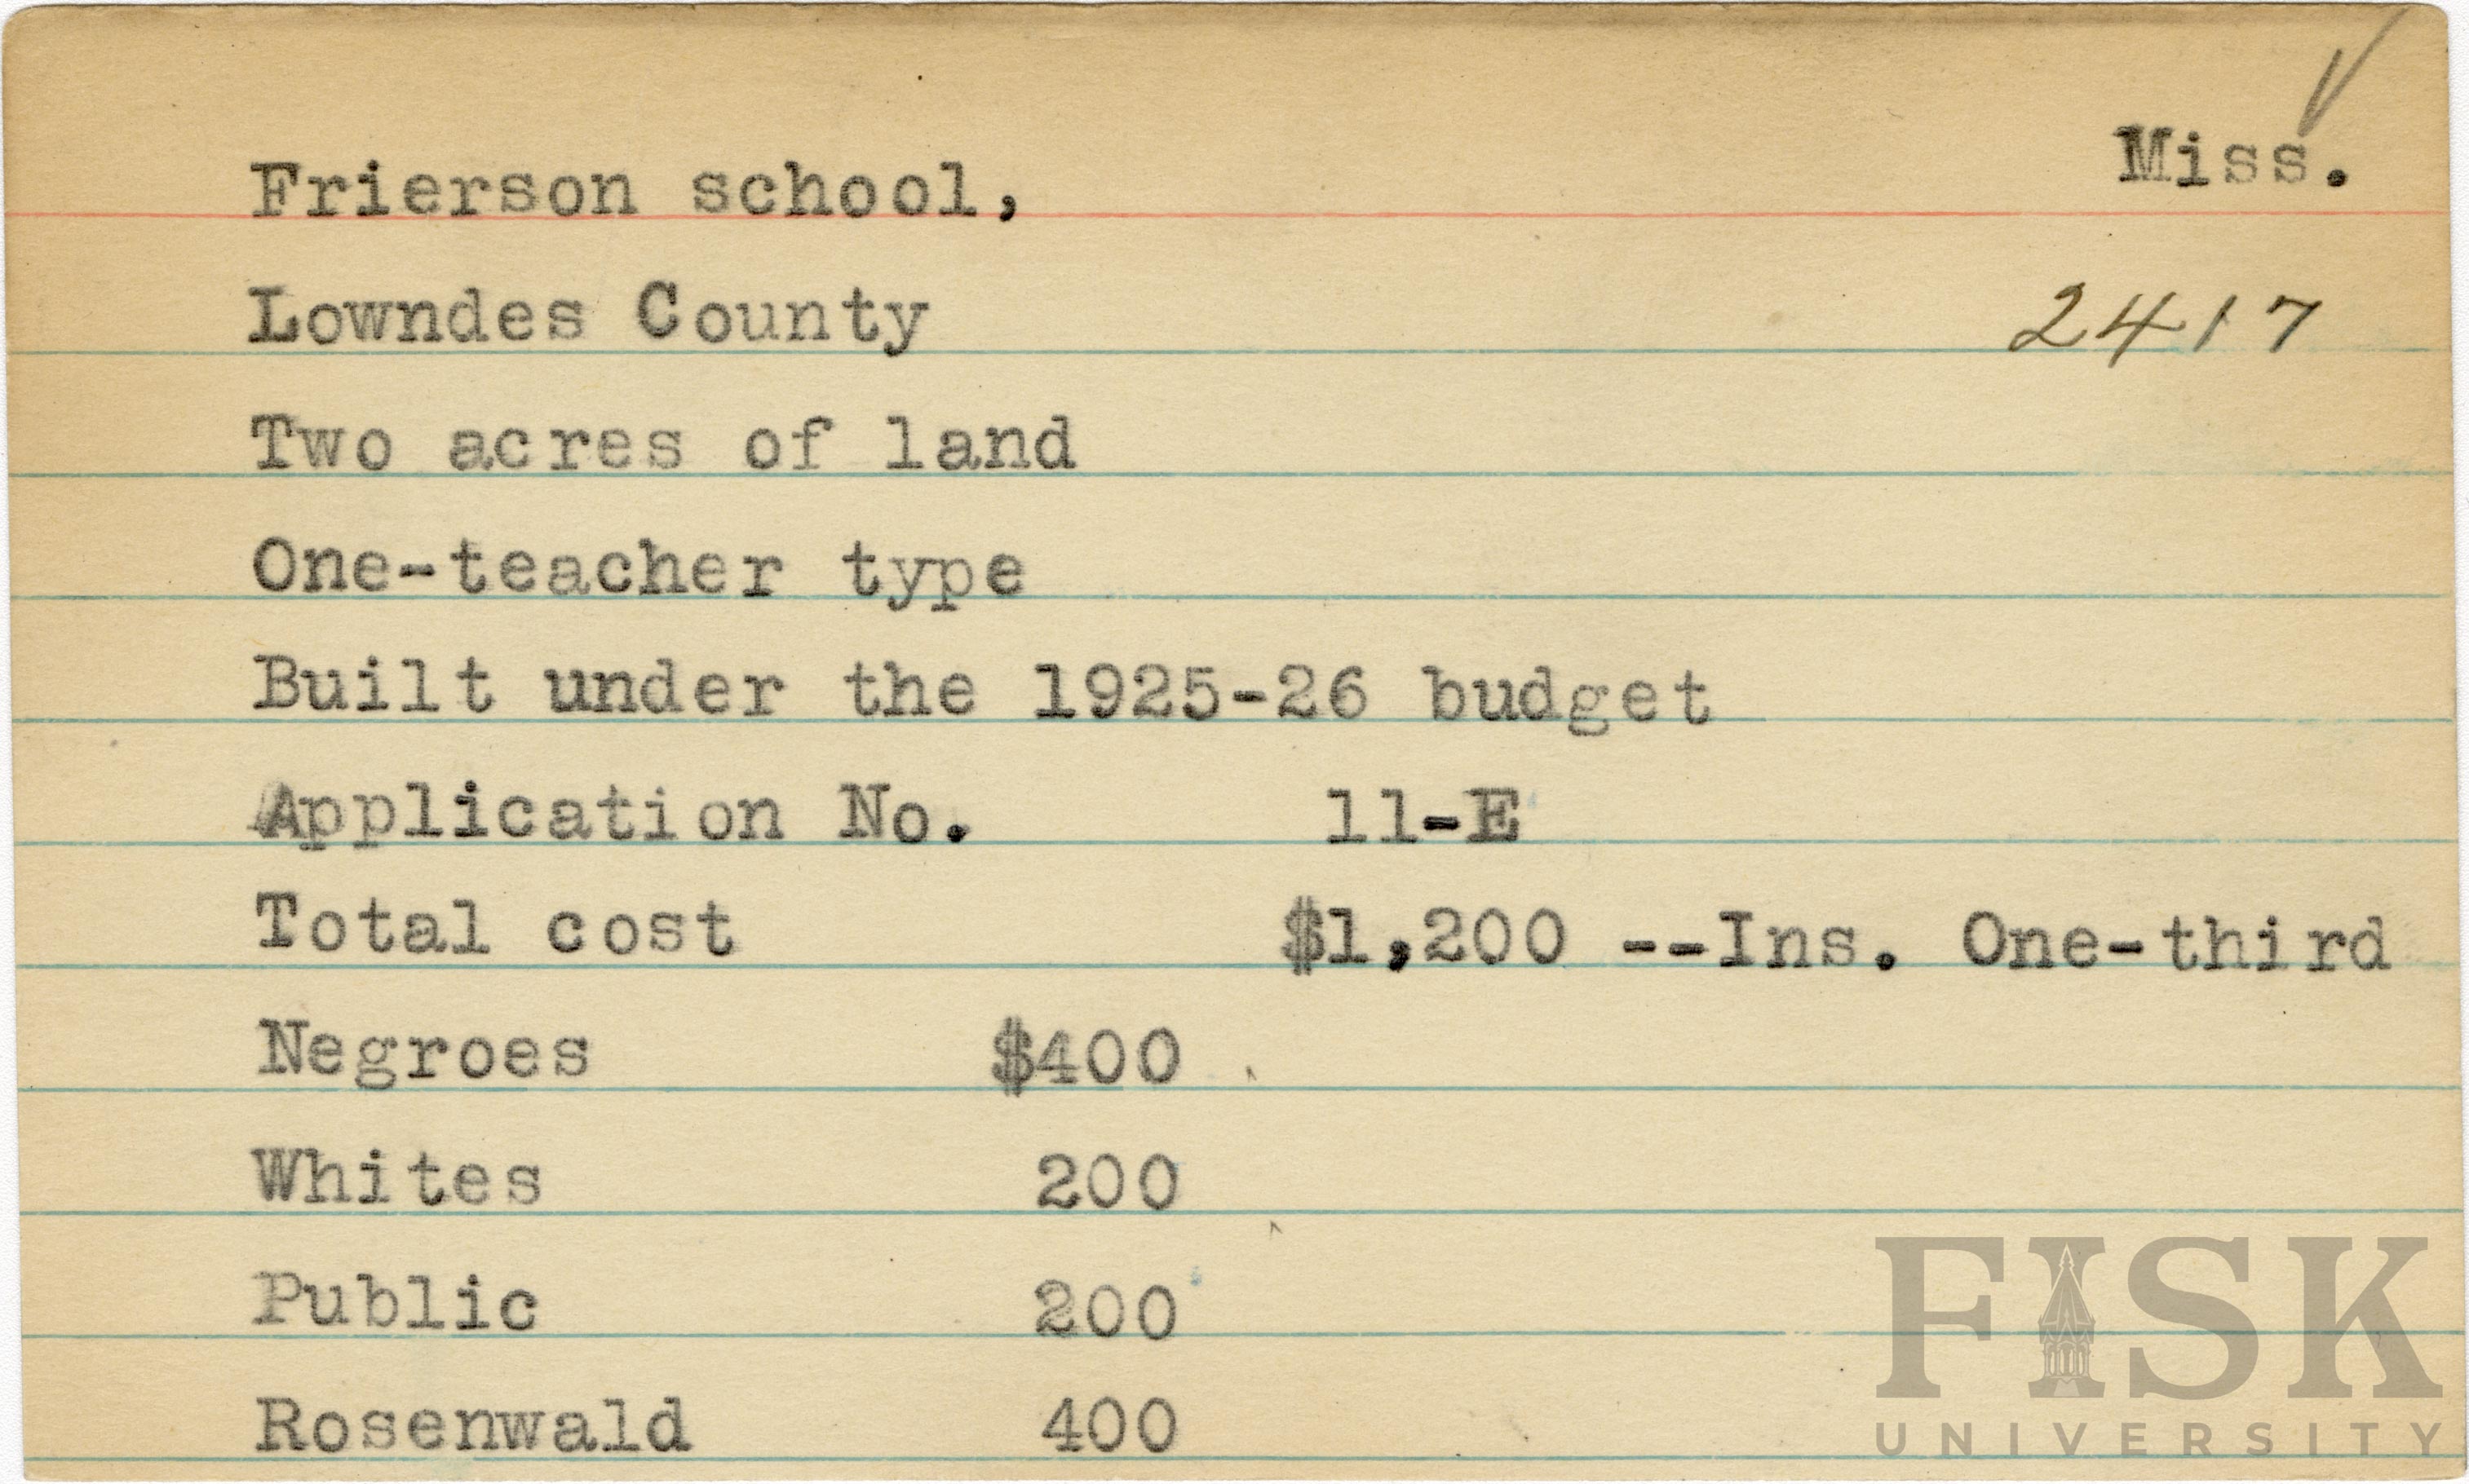 Miss.
Frierson school,
Lowndes County 2417
Two acres of land
One-teacher type
Built under the 1925-26 budget
Application No. 11-E
Total cost $1,200 --Ins. One-third
Negroes $400
Whites 200
Public 200
Rosenwald 400
FISK
UNIVERSITY